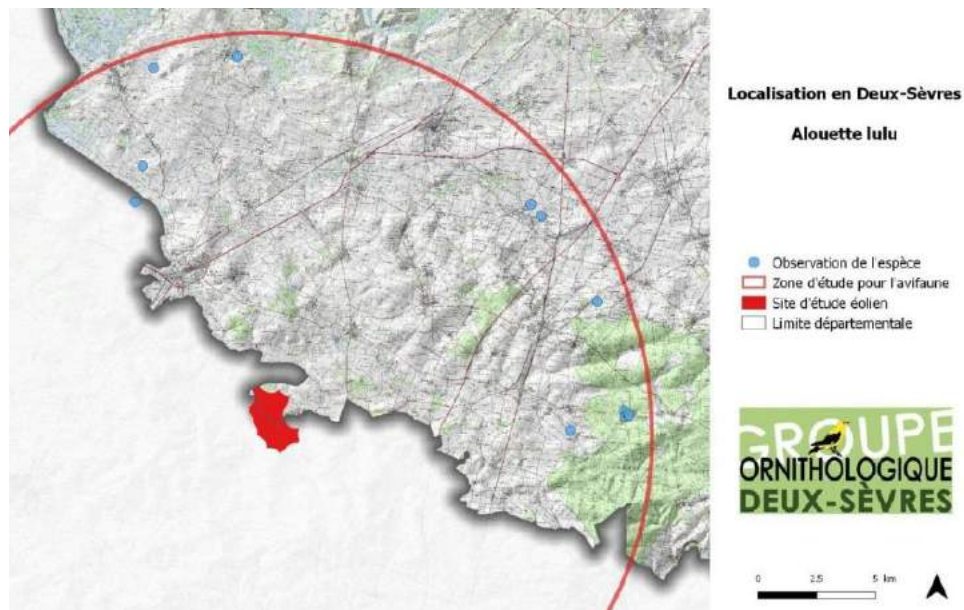 Localisation en Deux-Sèvres
Alouette lulu
Observation de l'espèce
Zone d'étude pour l'avifaune
Site d'étude éolien
Limite départementale
GROUPE
ORNITHOLOGIQUE
DEUX-SÈVRES
0 2.5 5 km